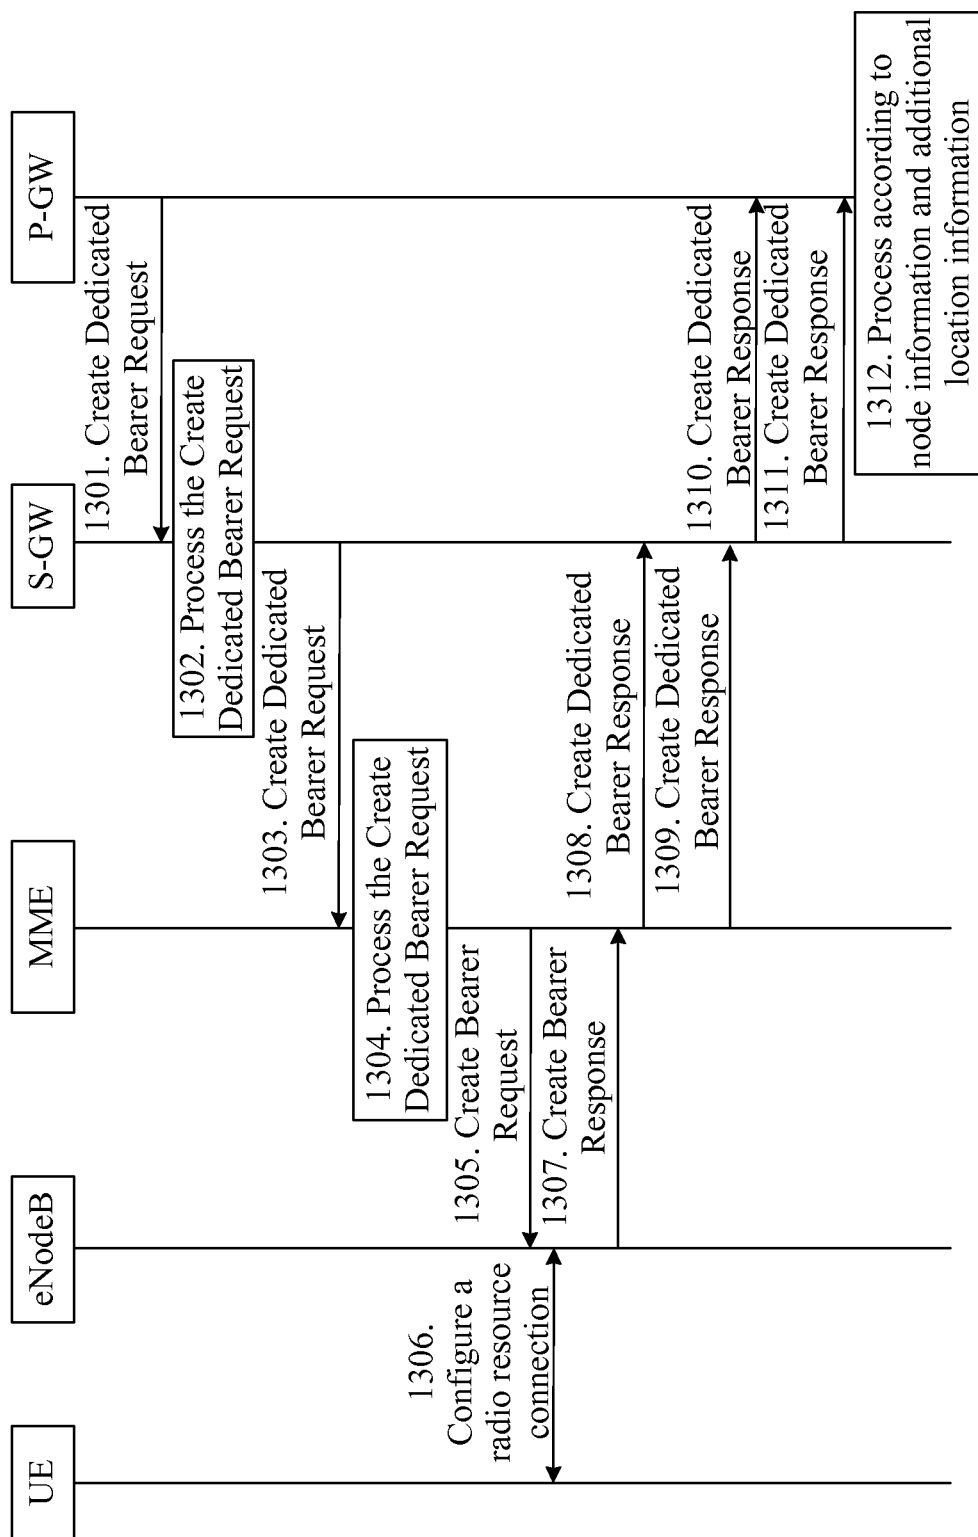 UE
eNodeB
MME
S-GW
P-GW
1301. Create Dedicated
Bearer Request
1302. Process the Create
Dedicated Bearer Request
1303. Create Dedicated
Bearer Request
1304. Process the Create
Dedicated Bearer Request
1305. Create Bearer
Request
1306.
Configure a
radio resource
connection
1307. Create Bearer
Response
1308. Create Dedicated
Bearer Response
1309. Create Dedicated
Bearer Response
1310. Create Dedicated
Bearer Response
1311. Create Dedicated
Bearer Response
1312. Process according to
node information and additional
location information